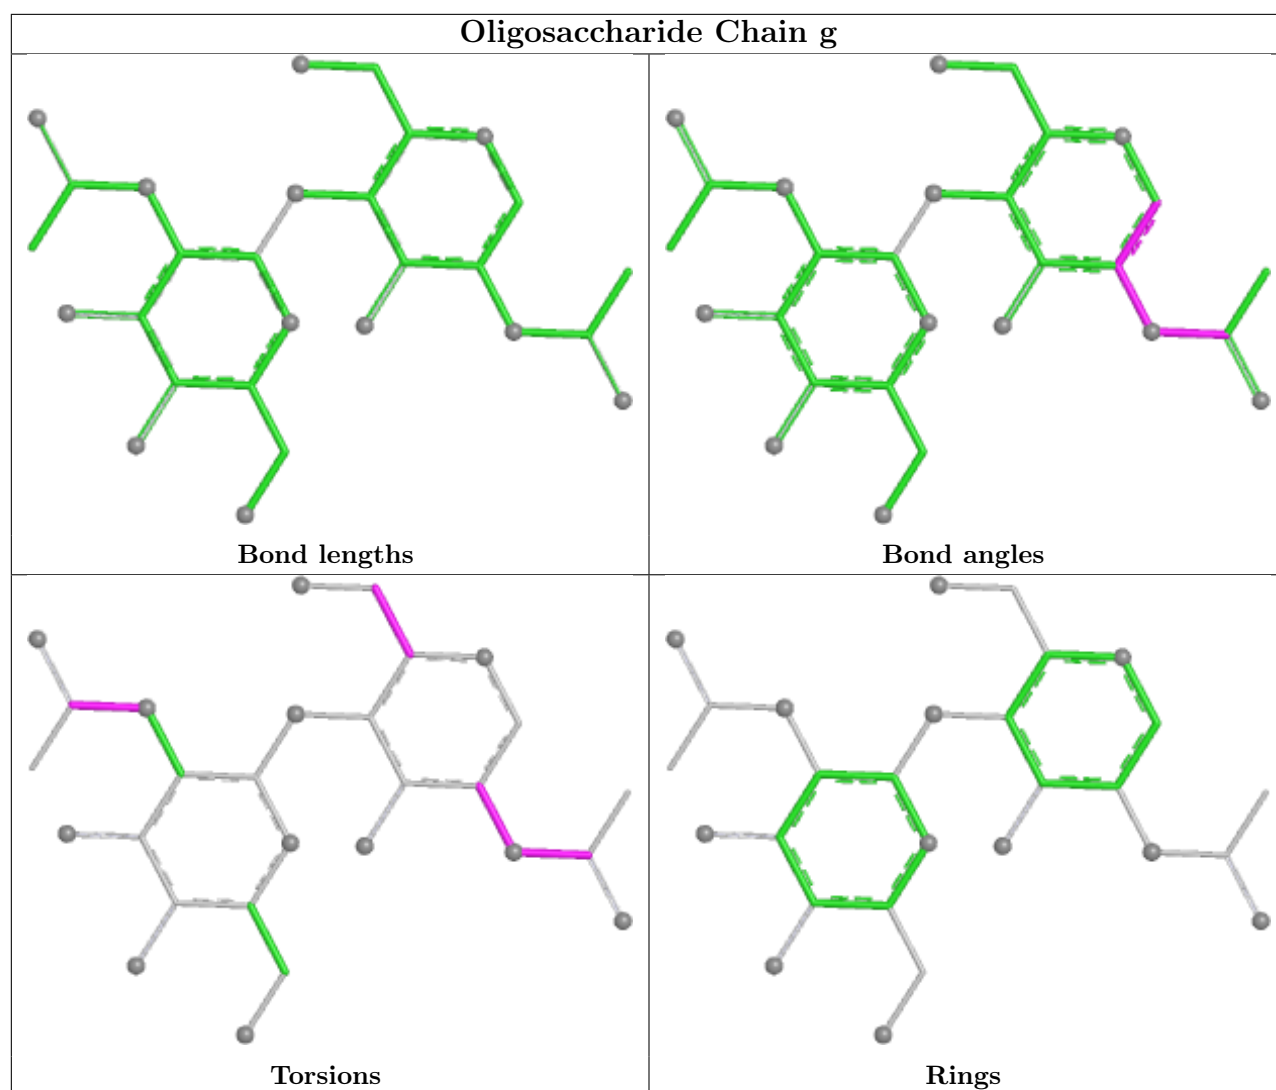 Oligosaccharide Chain g
Bond lengths
Bond angles
Torsions
Rings